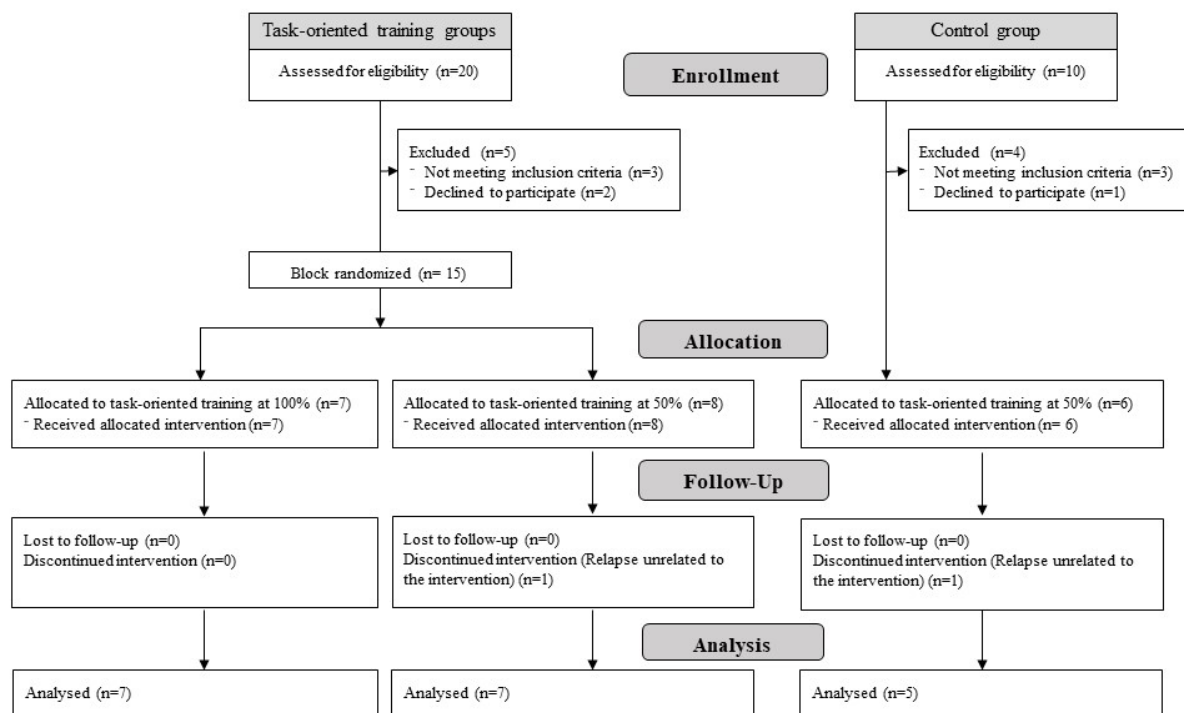 Task-oriented training groups
Assessed for eligibility (n=20)
Enrollment
Control group
Assessed for eligibility (n=10)
Excluded (n=5)
- Not meeting inclusion criteria (n=3)
- Declined to participate (n=2)
Excluded (n=4)
- Not meeting inclusion criteria (n=3)
- Declined to participate (n=1)
Block randomized (n= 15)
Allocation
Allocated to task-oriented training at 100% (n=7)
- Received allocated intervention (n=7)
Allocated to task-oriented training at 50% (n=8)
- Received allocated intervention (n=8)
Allocated to task-oriented training at 50% (n=6)
- Received allocated intervention (n= 6)
Follow-Up
Lost to follow-up (n=0)
Discontinued intervention (n=0)
Lost to follow-up (n=0)
Discontinued intervention (Relapse unrelated to
the intervention) (n=1)
Lost to follow-up (n=0)
Discontinued intervention (Relapse unrelated to
the intervention) (n=1)
Analysis
Analysed (n=7)
Analysed (n=7)
Analysed (n=5)